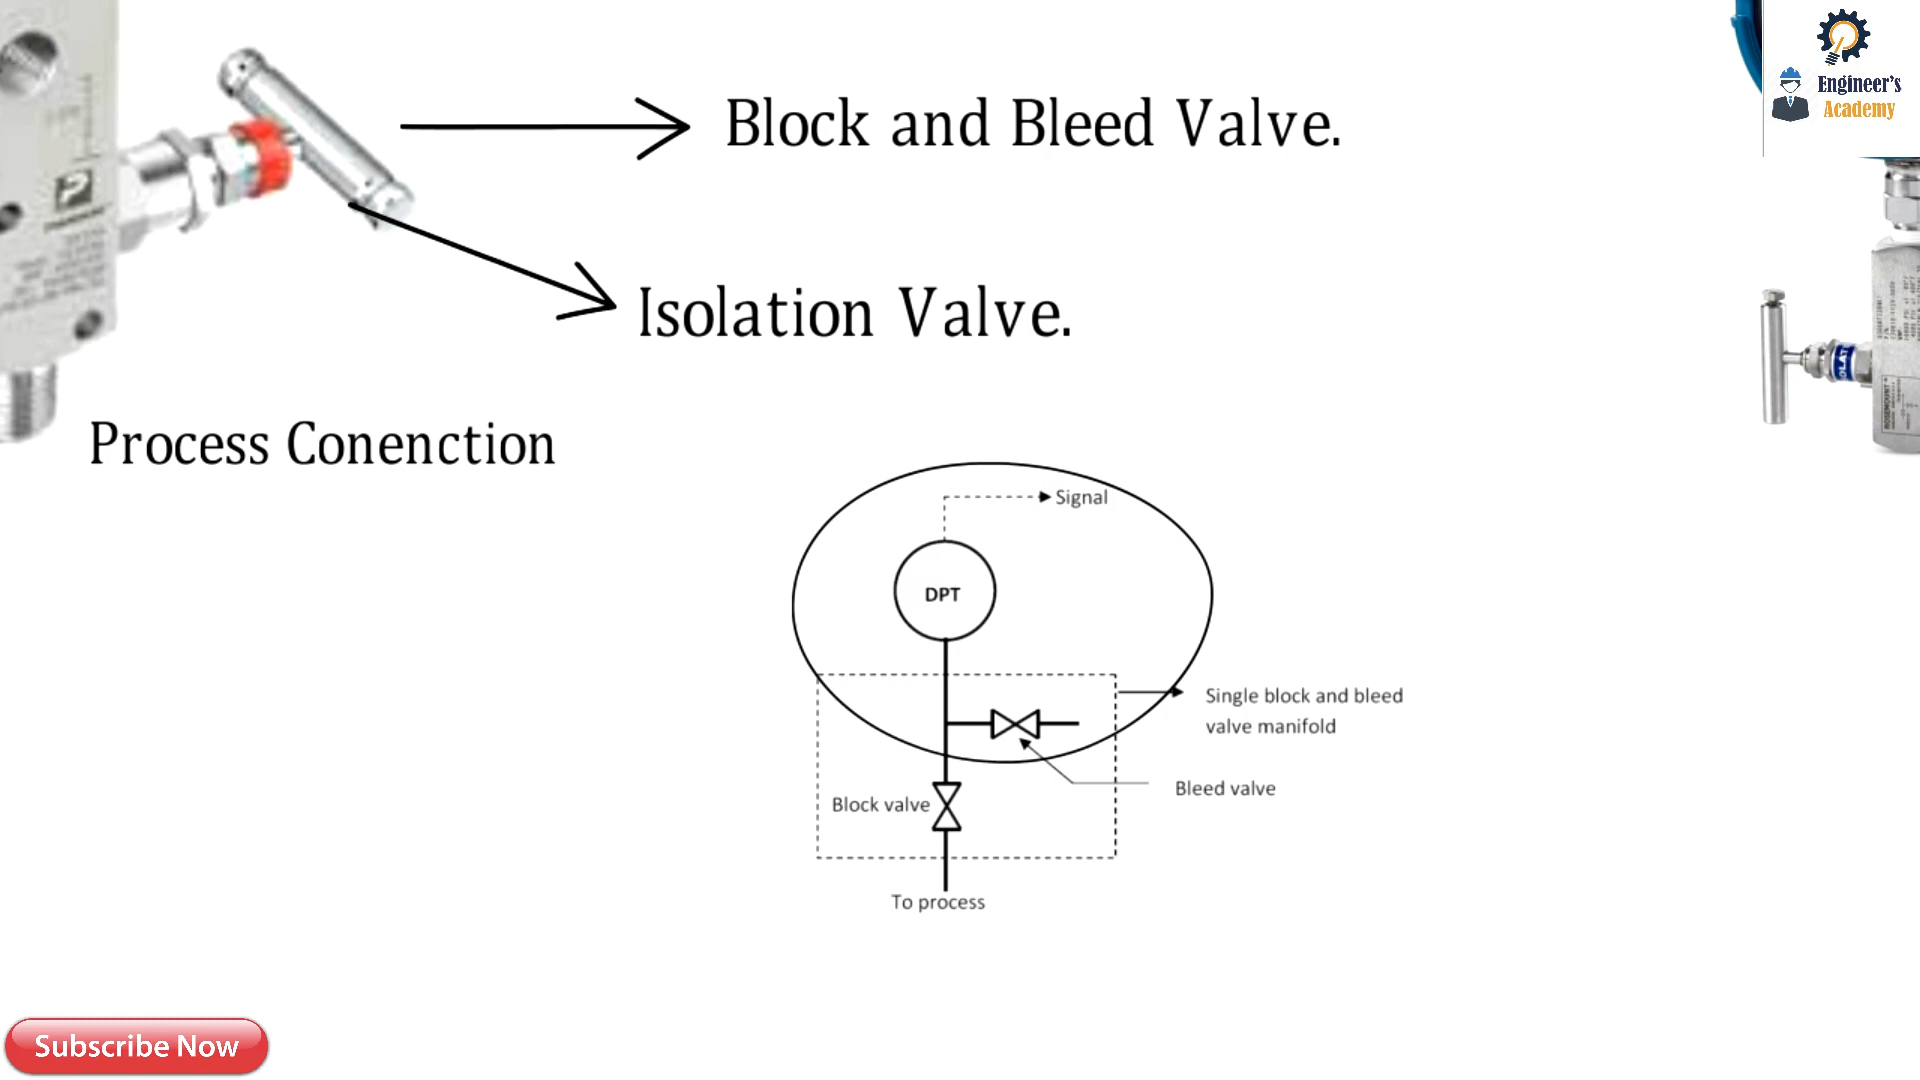 Engineer's
Academy
Block and Bleed Valve.
Isolation Valve.
Process Conenction
Signal
DPT
Single block and bleed
valve manifold
Bleed valve
Block valve
To process
ROSEMOUNT
Subscribe Now